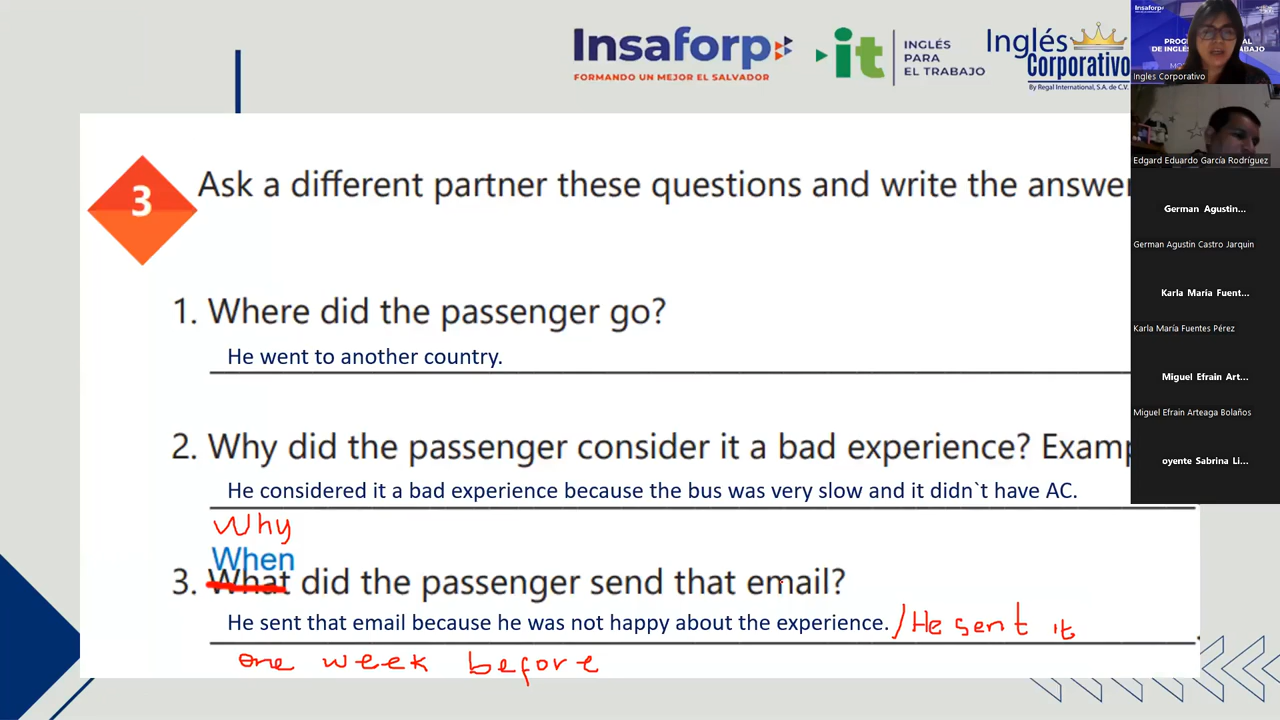 Insaforp
FORMANDO UN MEJOR EL SALVADOR
it
INGLÉS
PARA
EL TRABAJO
Inglés
Corporativo
By Regal International, S.A. de C.V.
Insaforp
Ingles Corporativo
Edgard Eduardo García Rodríguez
German Agustin...
German Agustin Castro Jarquin
Karla María Fuent...
Karla María Fuentes Pérez
Miguel Efrain Art...
Miguel Efrain Arteaga Bolaños
oyente Sabrina Li...
3
Ask a different partner these questions and write the answer
1. Where did the passenger go?
He went to another country.
2. Why did the passenger consider it a bad experience? Examp
He considered it a bad experience because the bus was very slow and it didn`t have AC.
Why
When
3. What did the passenger send that email?
He sent that email because he was not happy about the experience. / He sent it
one week before